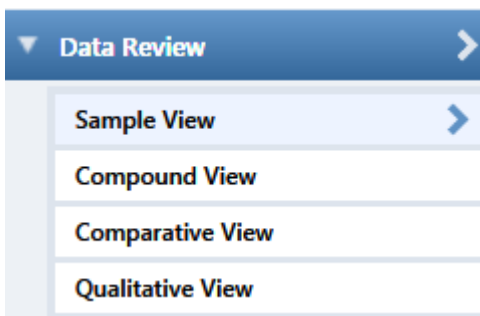 Data Review
Sample View
Compound View
Comparative View
Qualitative View